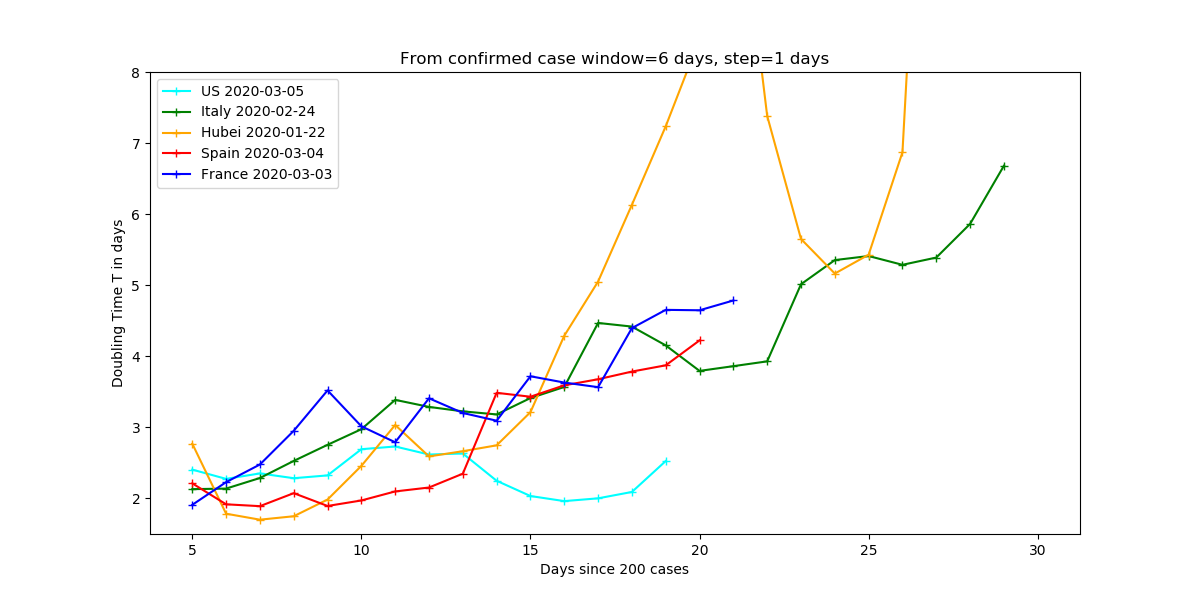 From confirmed case window=6 days, step=1 days
US 2020-03-05
Italy 2020-02-24
Hubei 2020-01-22
Spain 2020-03-04
France 2020-03-03
Doubling Time T in days
8
7
6
5
4
3
2
5 10 15 20 25 30
Days since 200 cases